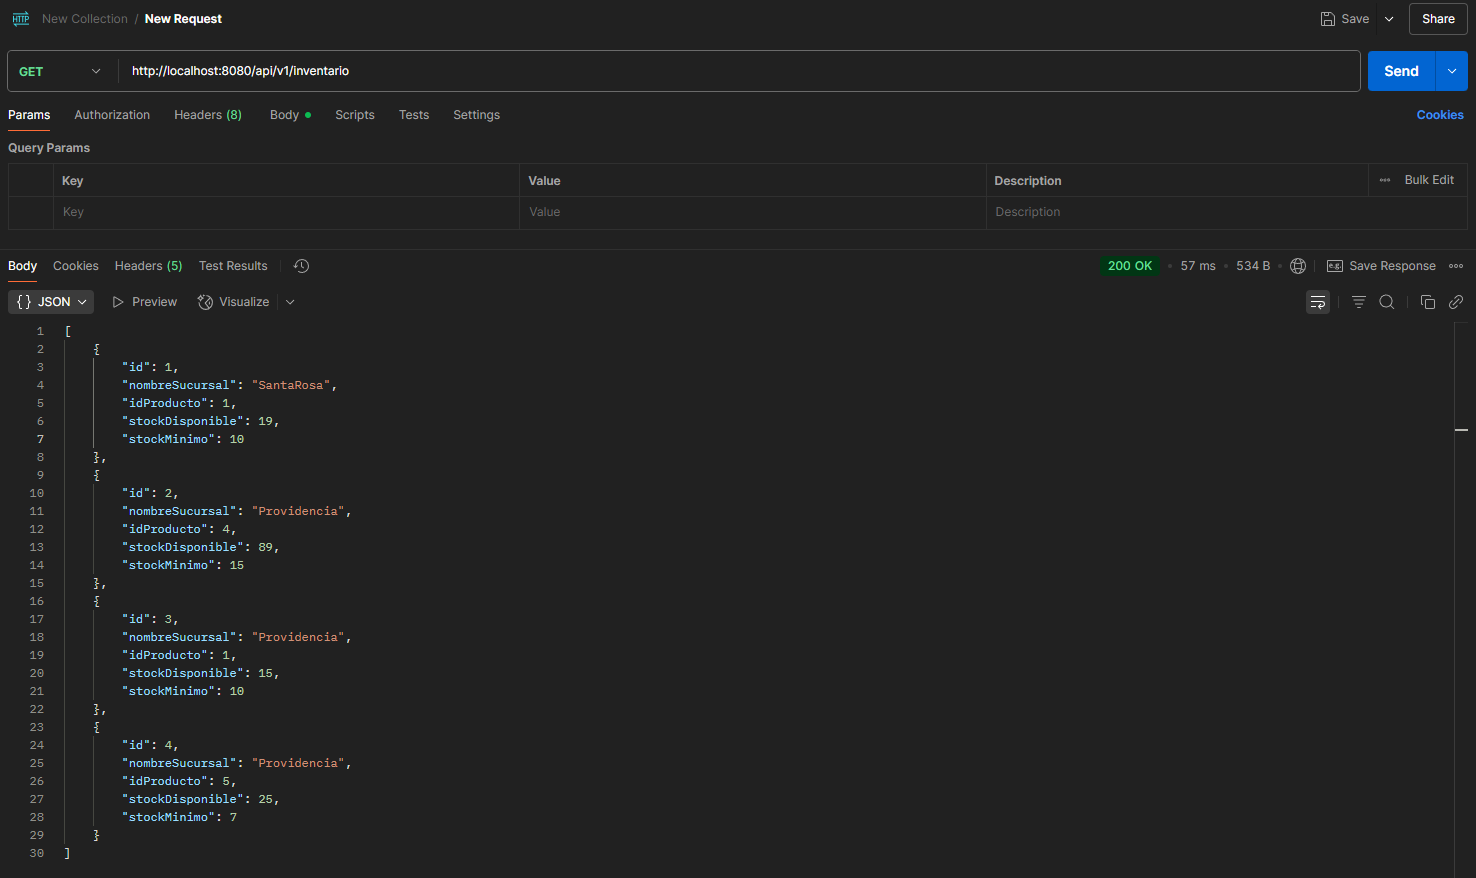 HTTP New Collection / New Request Save Share
GET http://localhost:8080/api/v1/inventario Send
Params Authorization Headers (8) Body Scripts Tests Settings Cookies
Query Params
Key Value Description Bulk Edit
Key Value Description
Body Cookies Headers (5) Test Results 200 OK 57 ms 534 B e.g. Save Response
{} JSON Preview Visualize
1 [
2 {
3 "id": 1,
4 "nombreSucursal": "SantaRosa",
5 "idProducto": 1,
6 "stockDisponible": 19,
7 "stockMinimo": 10
8 },
9 {
10 "id": 2,
11 "nombreSucursal": "Providencia",
12 "idProducto": 4,
13 "stockDisponible": 89,
14 "stockMinimo": 15
15 },
16 {
17 "id": 3,
18 "nombreSucursal": "Providencia",
19 "idProducto": 1,
20 "stockDisponible": 15,
21 "stockMinimo": 10
22 },
23 {
24 "id": 4,
25 "nombreSucursal": "Providencia",
26 "idProducto": 5,
27 "stockDisponible": 25,
28 "stockMinimo": 7
29 }
30 ]